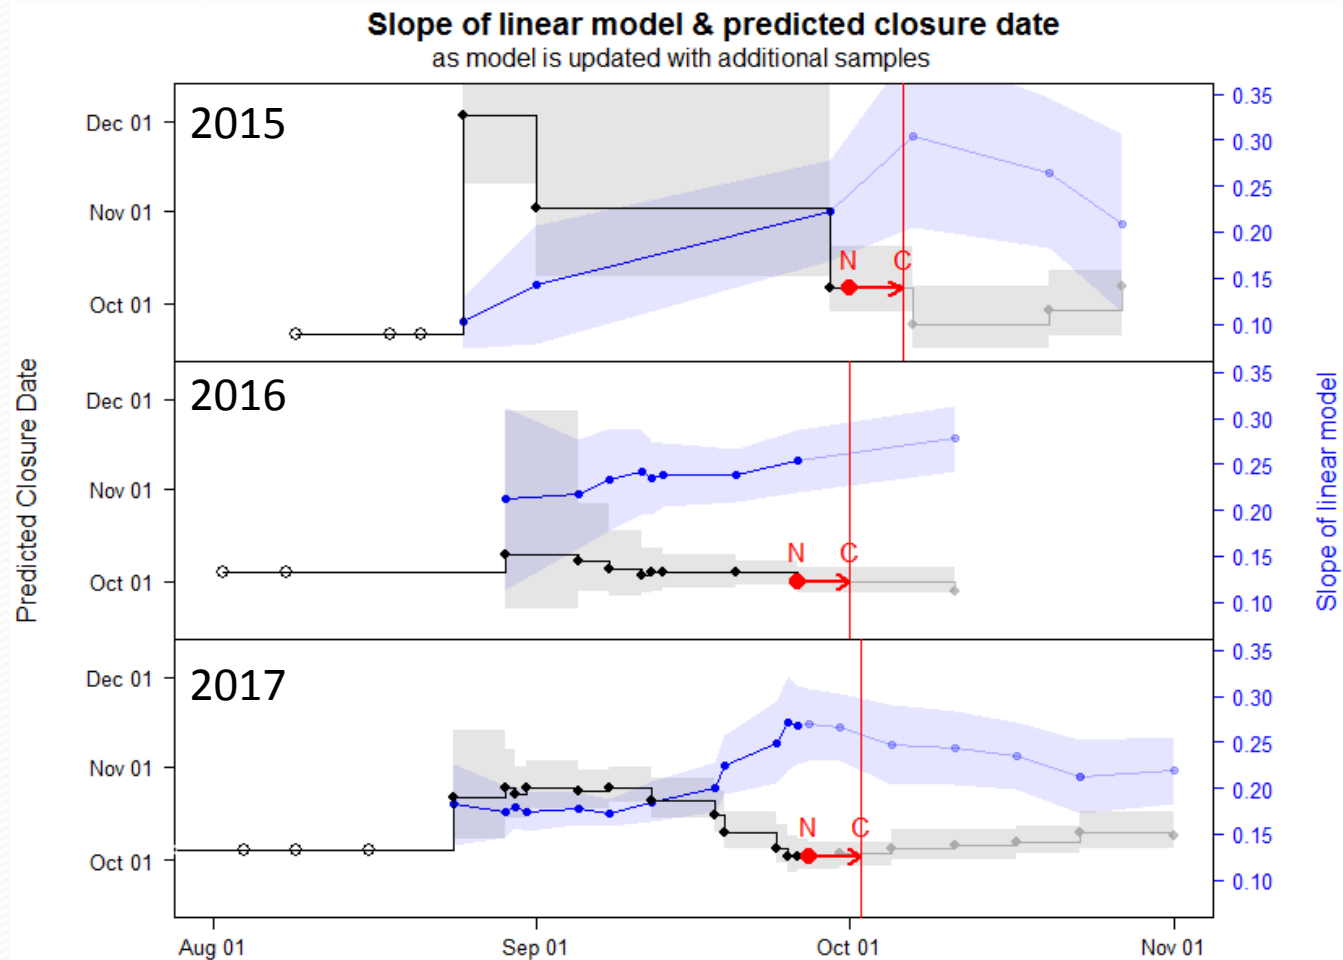 Slope of linear model & predicted closure date
as model is updated with additional samples
Predicted Closure Date
Slope of linear model
2015
Dec 01
Nov 01
Oct 01
N C
0.35
0.30
0.25
0.20
0.15
0.10
2016
Dec 01
Nov 01
Oct 01
N C
0.35
0.30
0.25
0.20
0.15
0.10
2017
Dec 01
Nov 01
Oct 01
N C
0.35
0.30
0.25
0.20
0.15
0.10
Aug 01 Sep 01 Oct 01 Nov 01